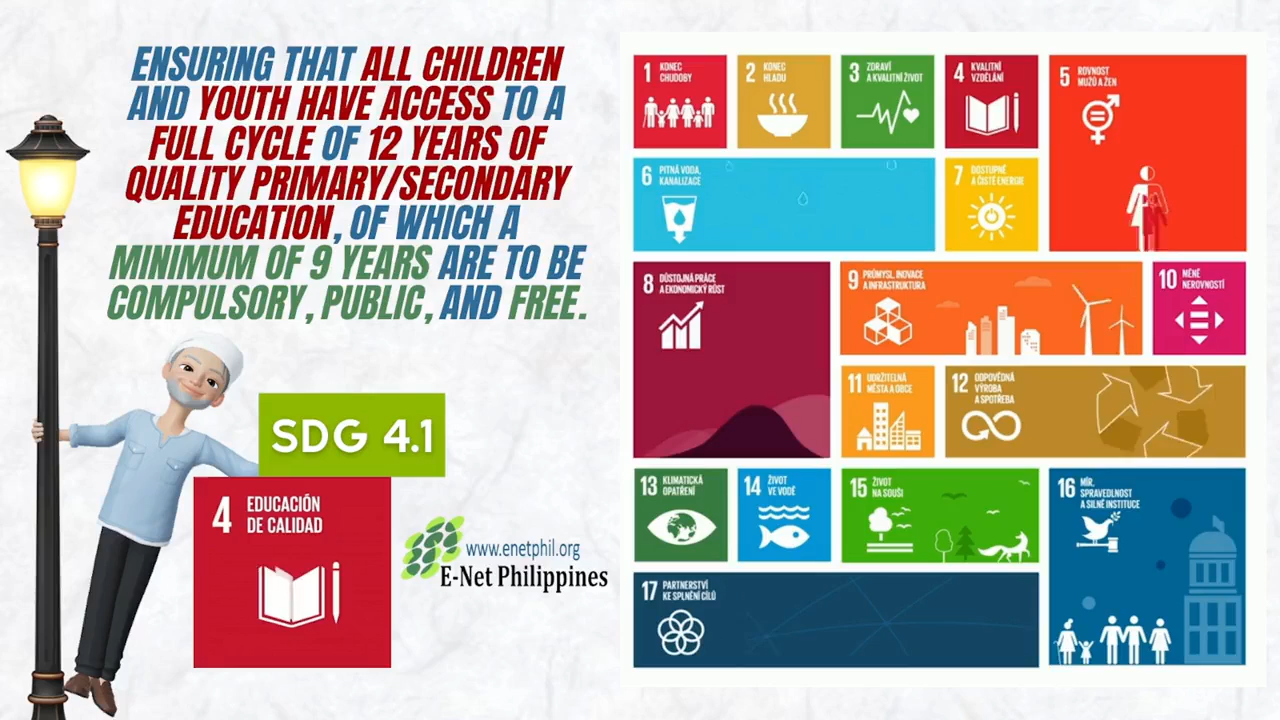 ENSURING THAT ALL CHILDREN
AND YOUTH HAVE ACCESS TO A
FULL CYCLE OF 12 YEARS OF
QUALITY PRIMARY/SECONDARY
EDUCATION, OF WHICH A
MINIMUM OF 9 YEARS ARE TO BE
COMPULSORY, PUBLIC, AND FREE.
SDG 4.1
4 EDUCACIÓN
DE CALIDAD
www.enetphil.org
E-Net Philippines
1 KONEC
CHUDOBY
2 KONEC
HLADU
3 ZDRAVÍ
A KVALITNÍ ŽIVOT
4 KVALITNÍ
VZDĚLÁNÍ
5 ROVNOST
MUŽŮ A ŽEN
6 PITNÁ VODA,
KANALIZACE
7 DOSTUPNÉ
A ČISTÉ ENERGIE
8 DŮSTOJNÁ PRÁCE
A EKONOMICKÝ RŮST
9 PRŮMYSL, INOVACE
A INFRASTRUKTURA
10 MÉNĚ
NEROVNOSTÍ
11 UDRŽITELNÁ
MĚSTA A OBCE
12 ODPOVĚDNÁ
VÝROBA
A SPOTŘEBA
13 KLIMATICKÁ
OPATŘENÍ
14 ŽIVOT
VE VODĚ
15 ŽIVOT
NA SOUŠI
16 MÍR,
SPRAVEDLNOST
A SILNÉ INSTITUCE
17 PARTNERSTVÍ
KE SPLNĚNÍ CÍLŮ